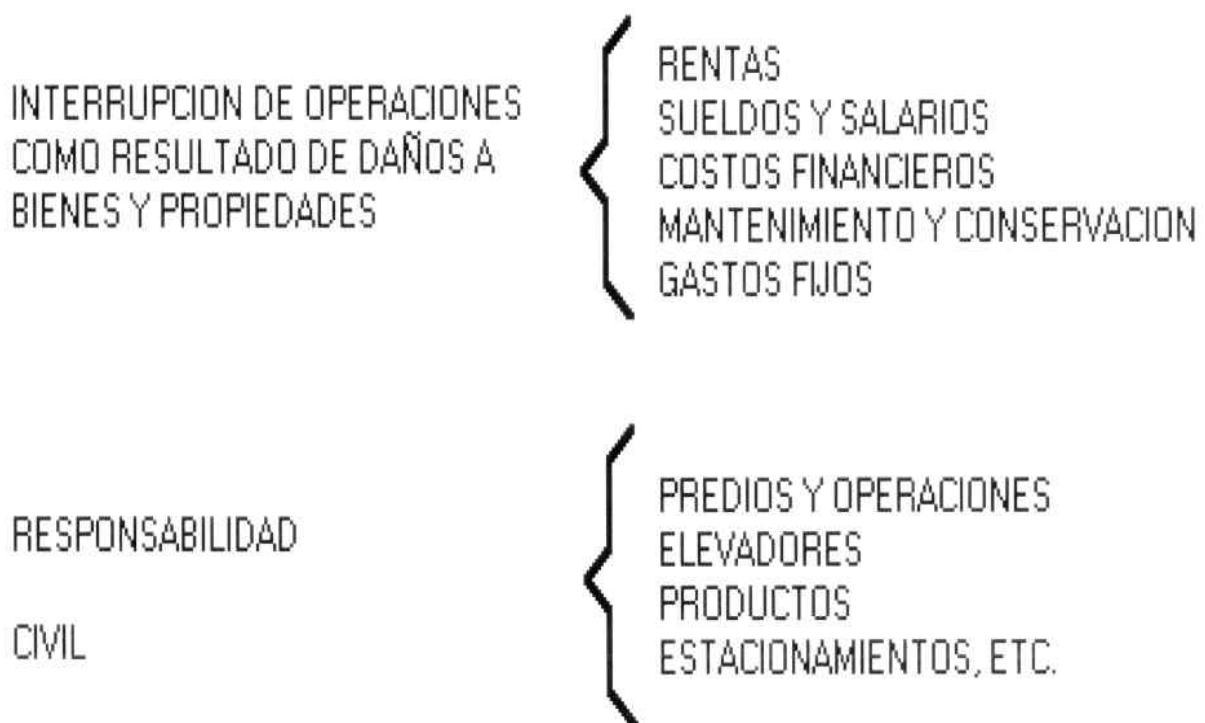 INTERRUPCION DE OPERACIONES
COMO RESULTADO DE DAÑOS A
BIENES Y PROPIEDADES
RENTAS
SUELDOS Y SALARIOS
COSTOS FINANCIEROS
MANTENIMIENTO Y CONSERVACION
GASTOS FIJOS
RESPONSABILIDAD
CIVIL
PREDIOS Y OPERACIONES
ELEVADORES
PRODUCTOS
ESTACIONAMIENTOS, ETC.